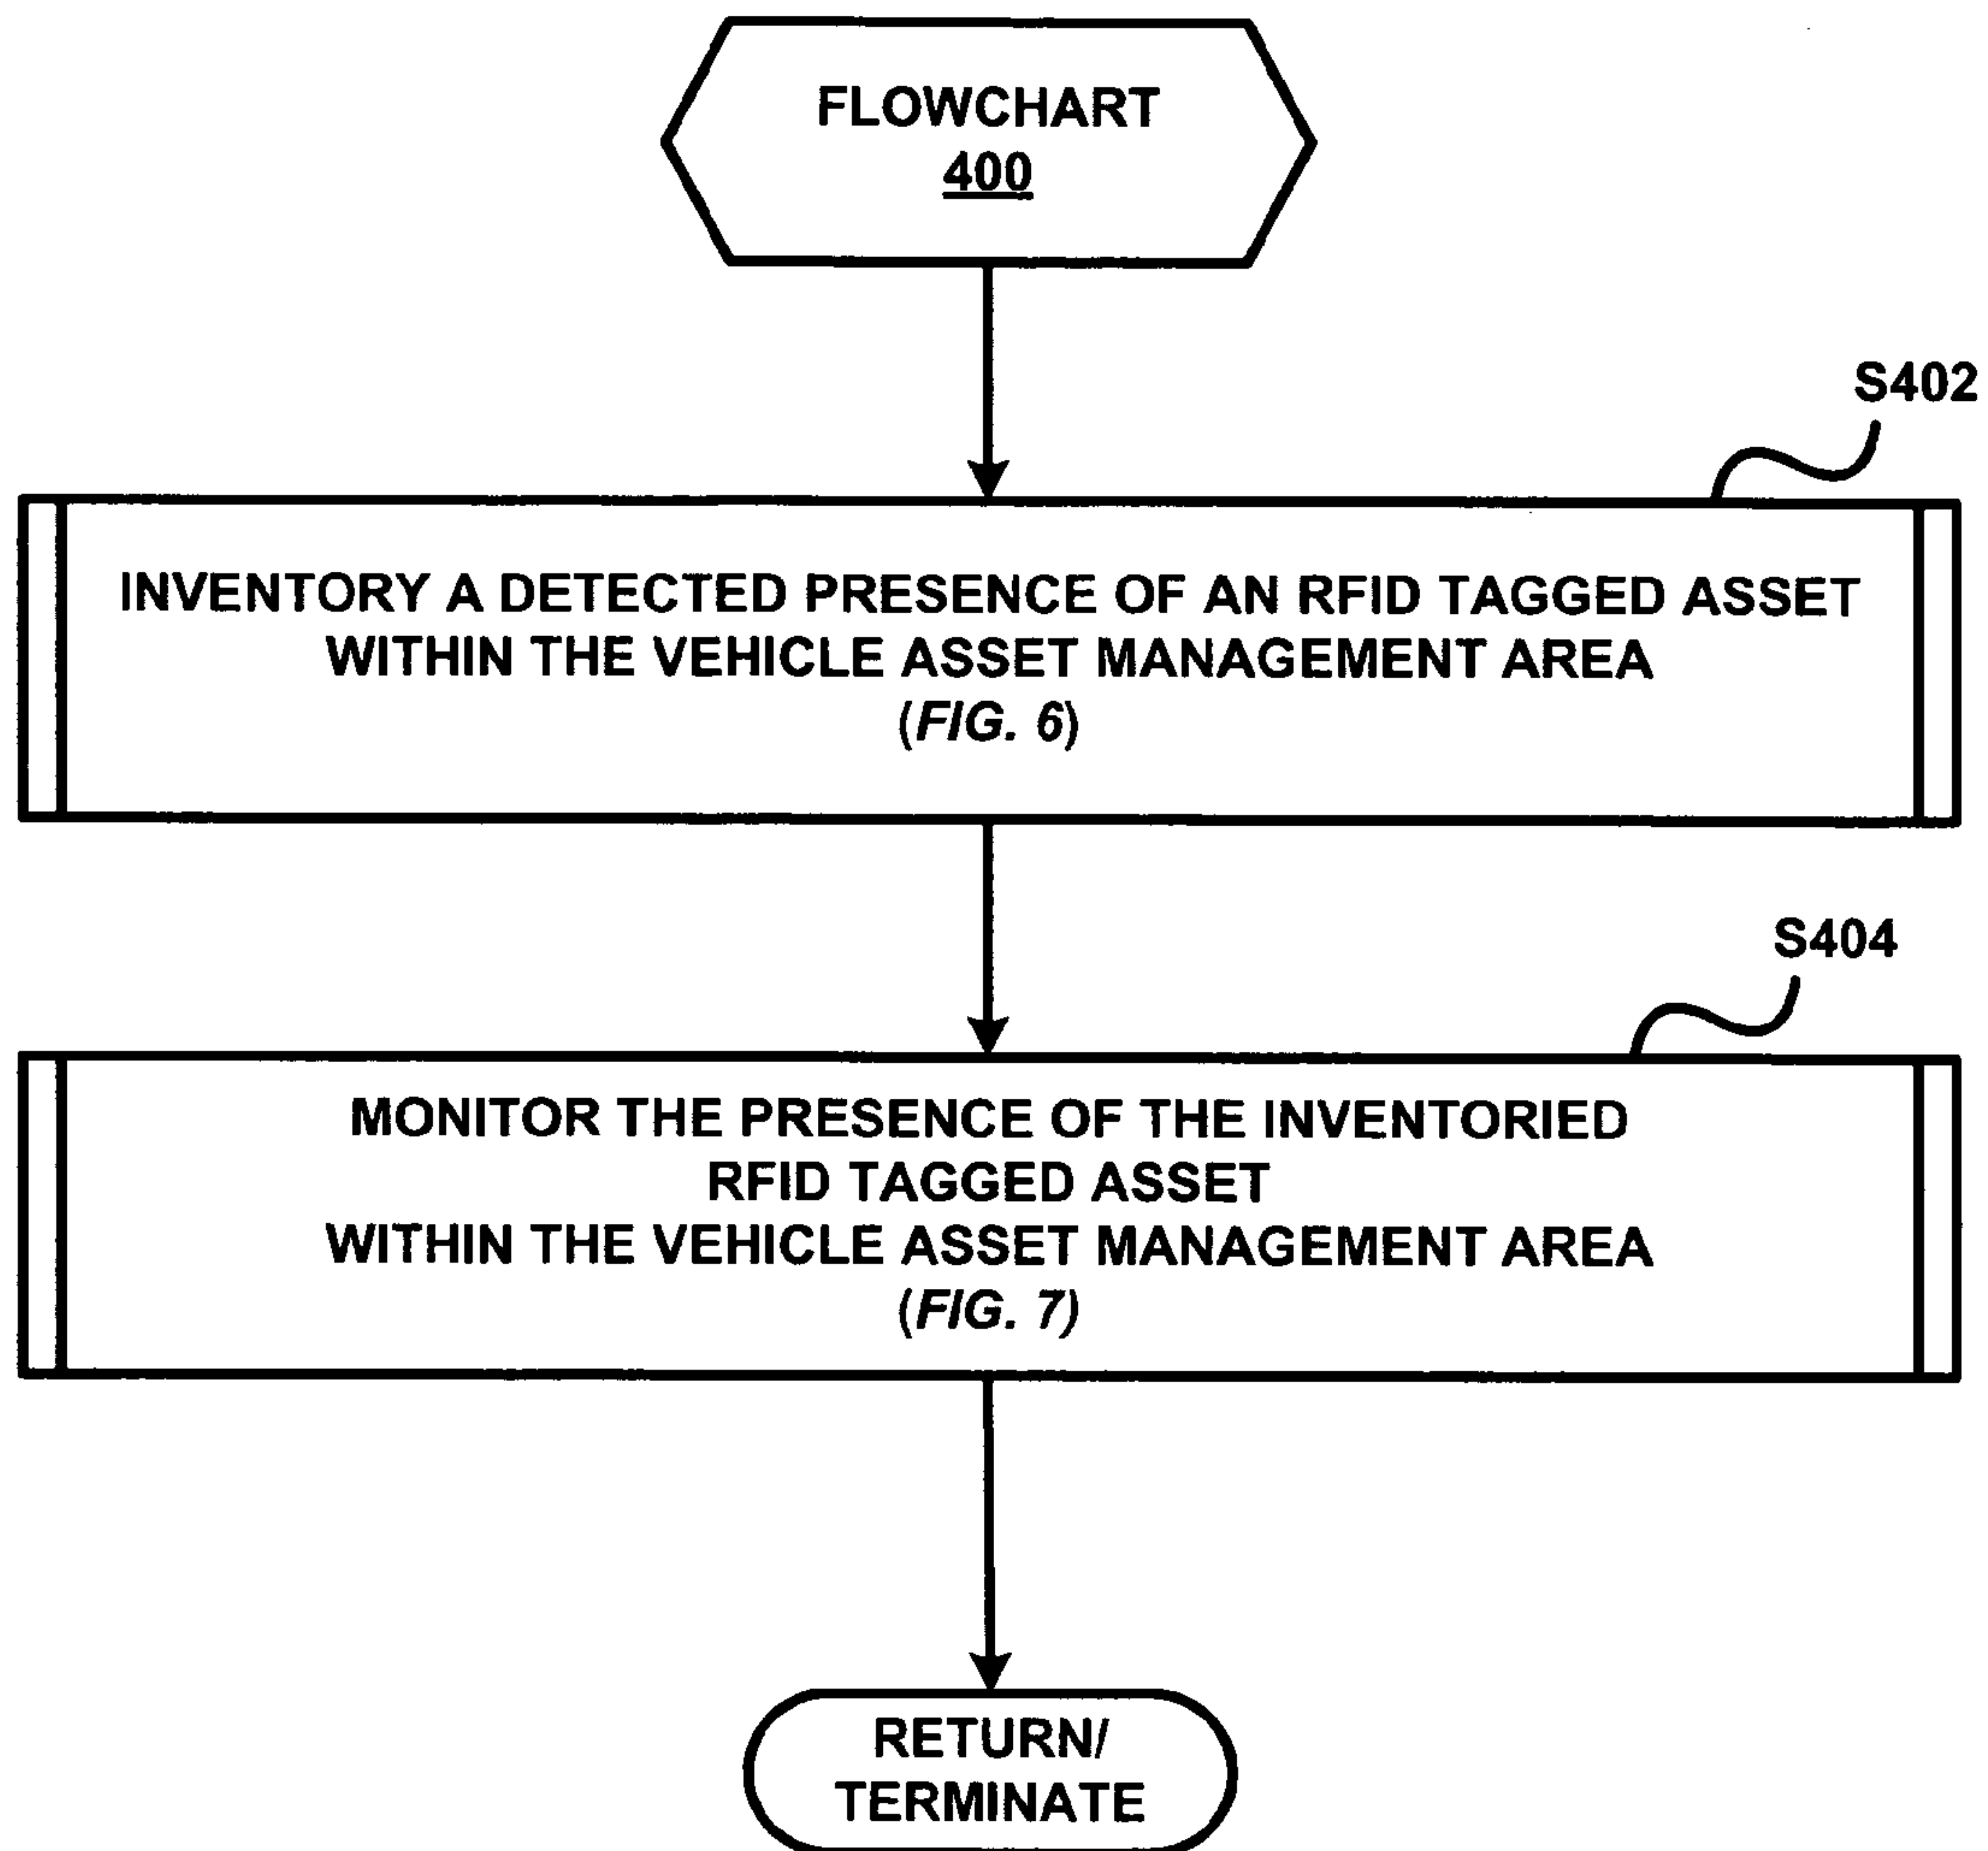 FLOWCHART
400
S402
INVENTORY A DETECTED PRESENCE OF AN RFID TAGGED ASSET
WITHIN THE VEHICLE ASSET MANAGEMENT AREA
(FIG. 6)
S404
MONITOR THE PRESENCE OF THE INVENTORIED
RFID TAGGED ASSET
WITHIN THE VEHICLE ASSET MANAGEMENT AREA
(FIG. 7)
RETURN/
TERMINATE